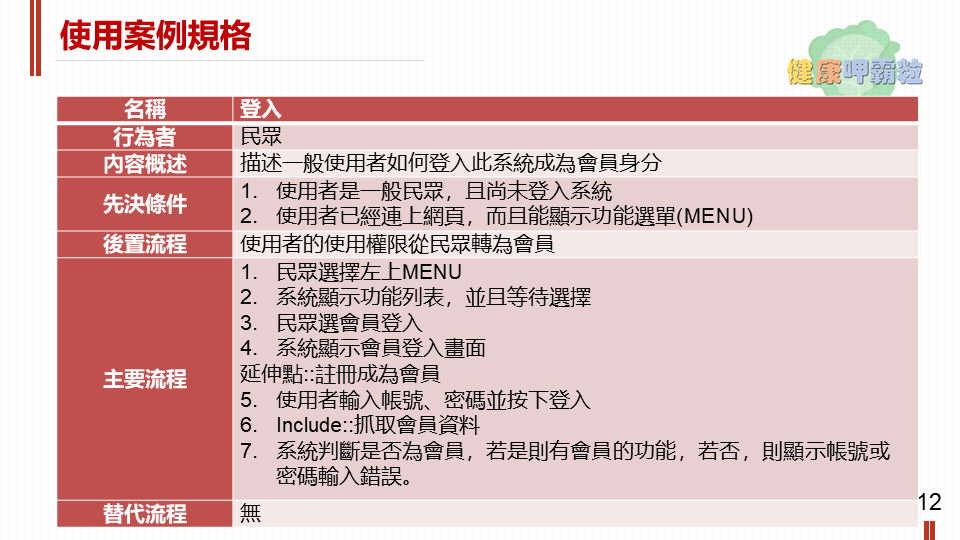 使用案例規格
健康呷霸粒
名稱 登入
行為者 民眾
內容概述 描述一般使用者如何登入此系統成為會員身分
先決條件 1. 使用者是一般民眾，且尚未登入系統
2. 使用者已經連上網頁，而且能顯示功能選單(MENU)
後置流程 使用者的使用權限從民眾轉為會員
主要流程 1. 民眾選擇左上MENU
2. 系統顯示功能列表，並且等待選擇
3. 民眾選會員登入
4. 系統顯示會員登入畫面
延伸點::註冊成為會員
5. 使用者輸入帳號、密碼並按下登入
6. Include::抓取會員資料
7. 系統判斷是否為會員，若是則有會員的功能，若否，則顯示帳號或
密碼輸入錯誤。
替代流程 無
12